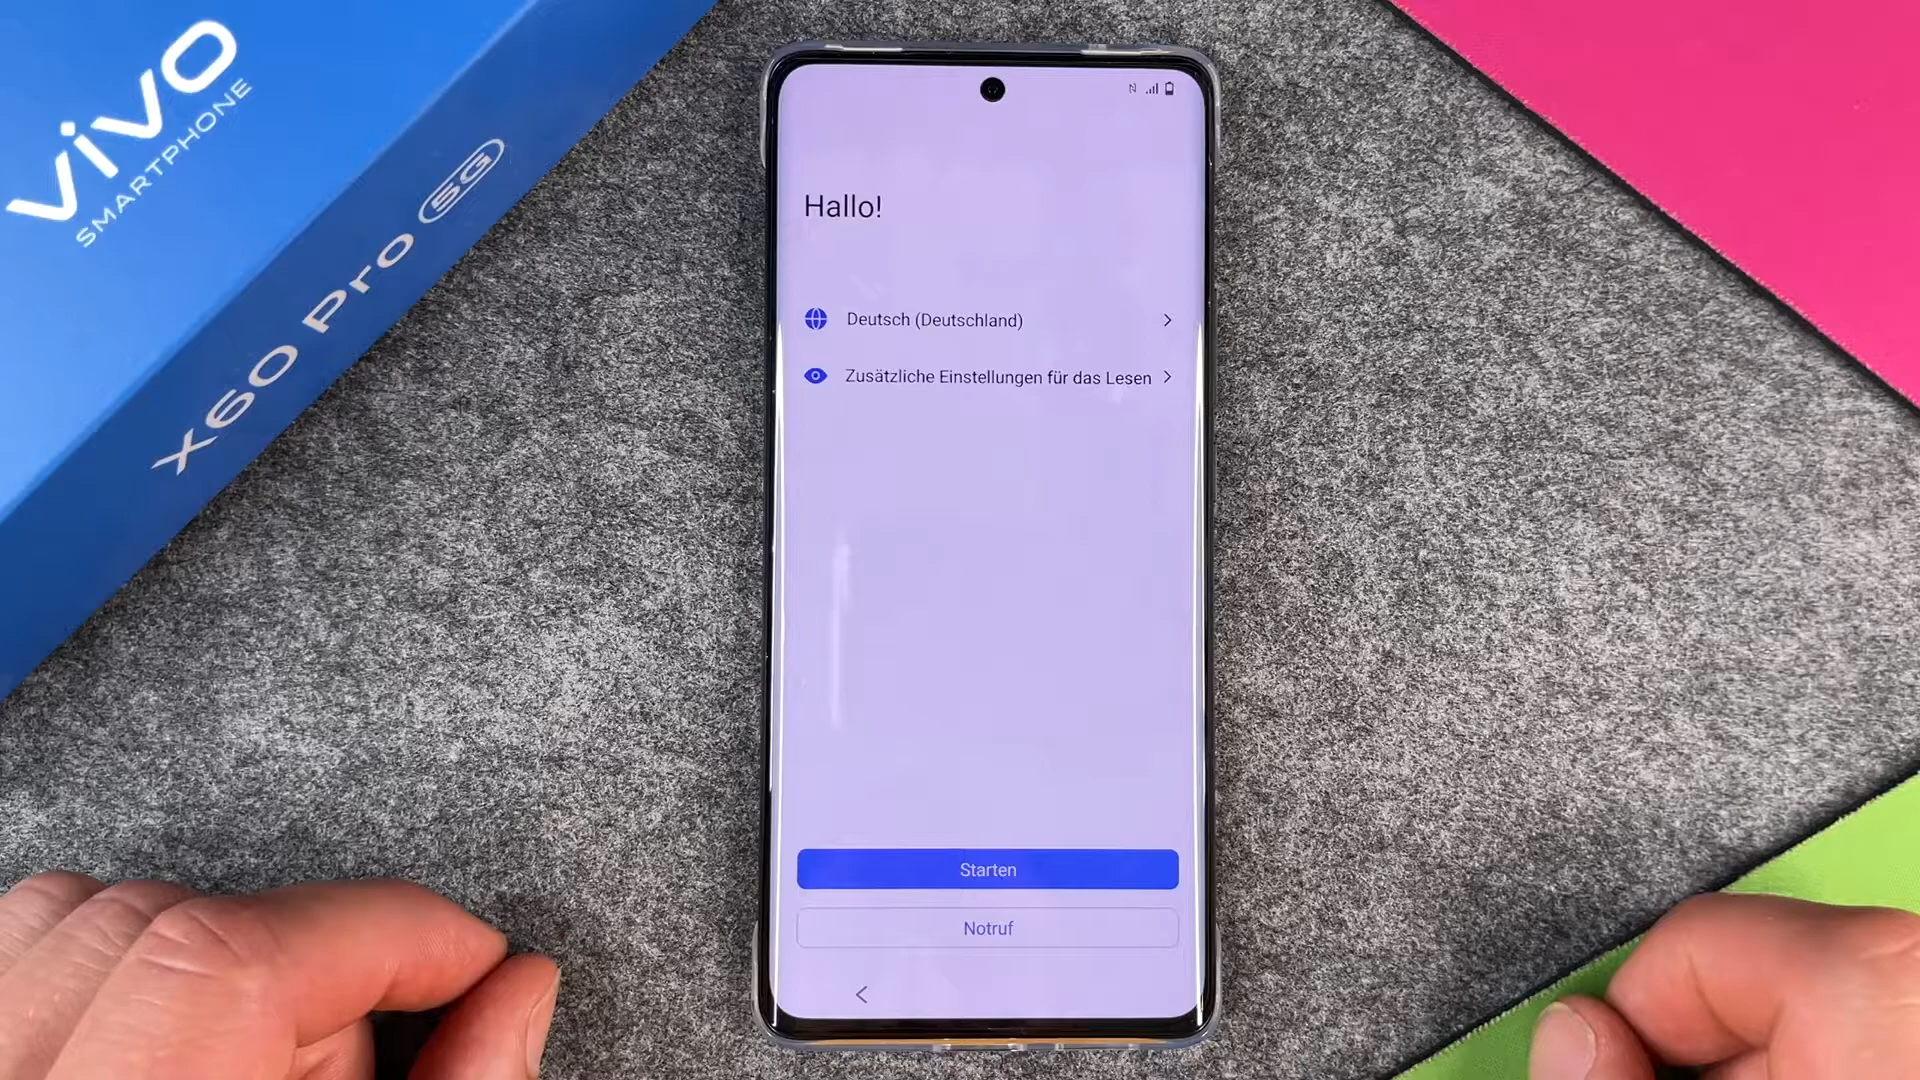 vivo
SMARTPHONE
X60 Pro 5G
Hallo!
Deutsch (Deutschland)
Zusätzliche Einstellungen für das Lesen
Starten
Notruf